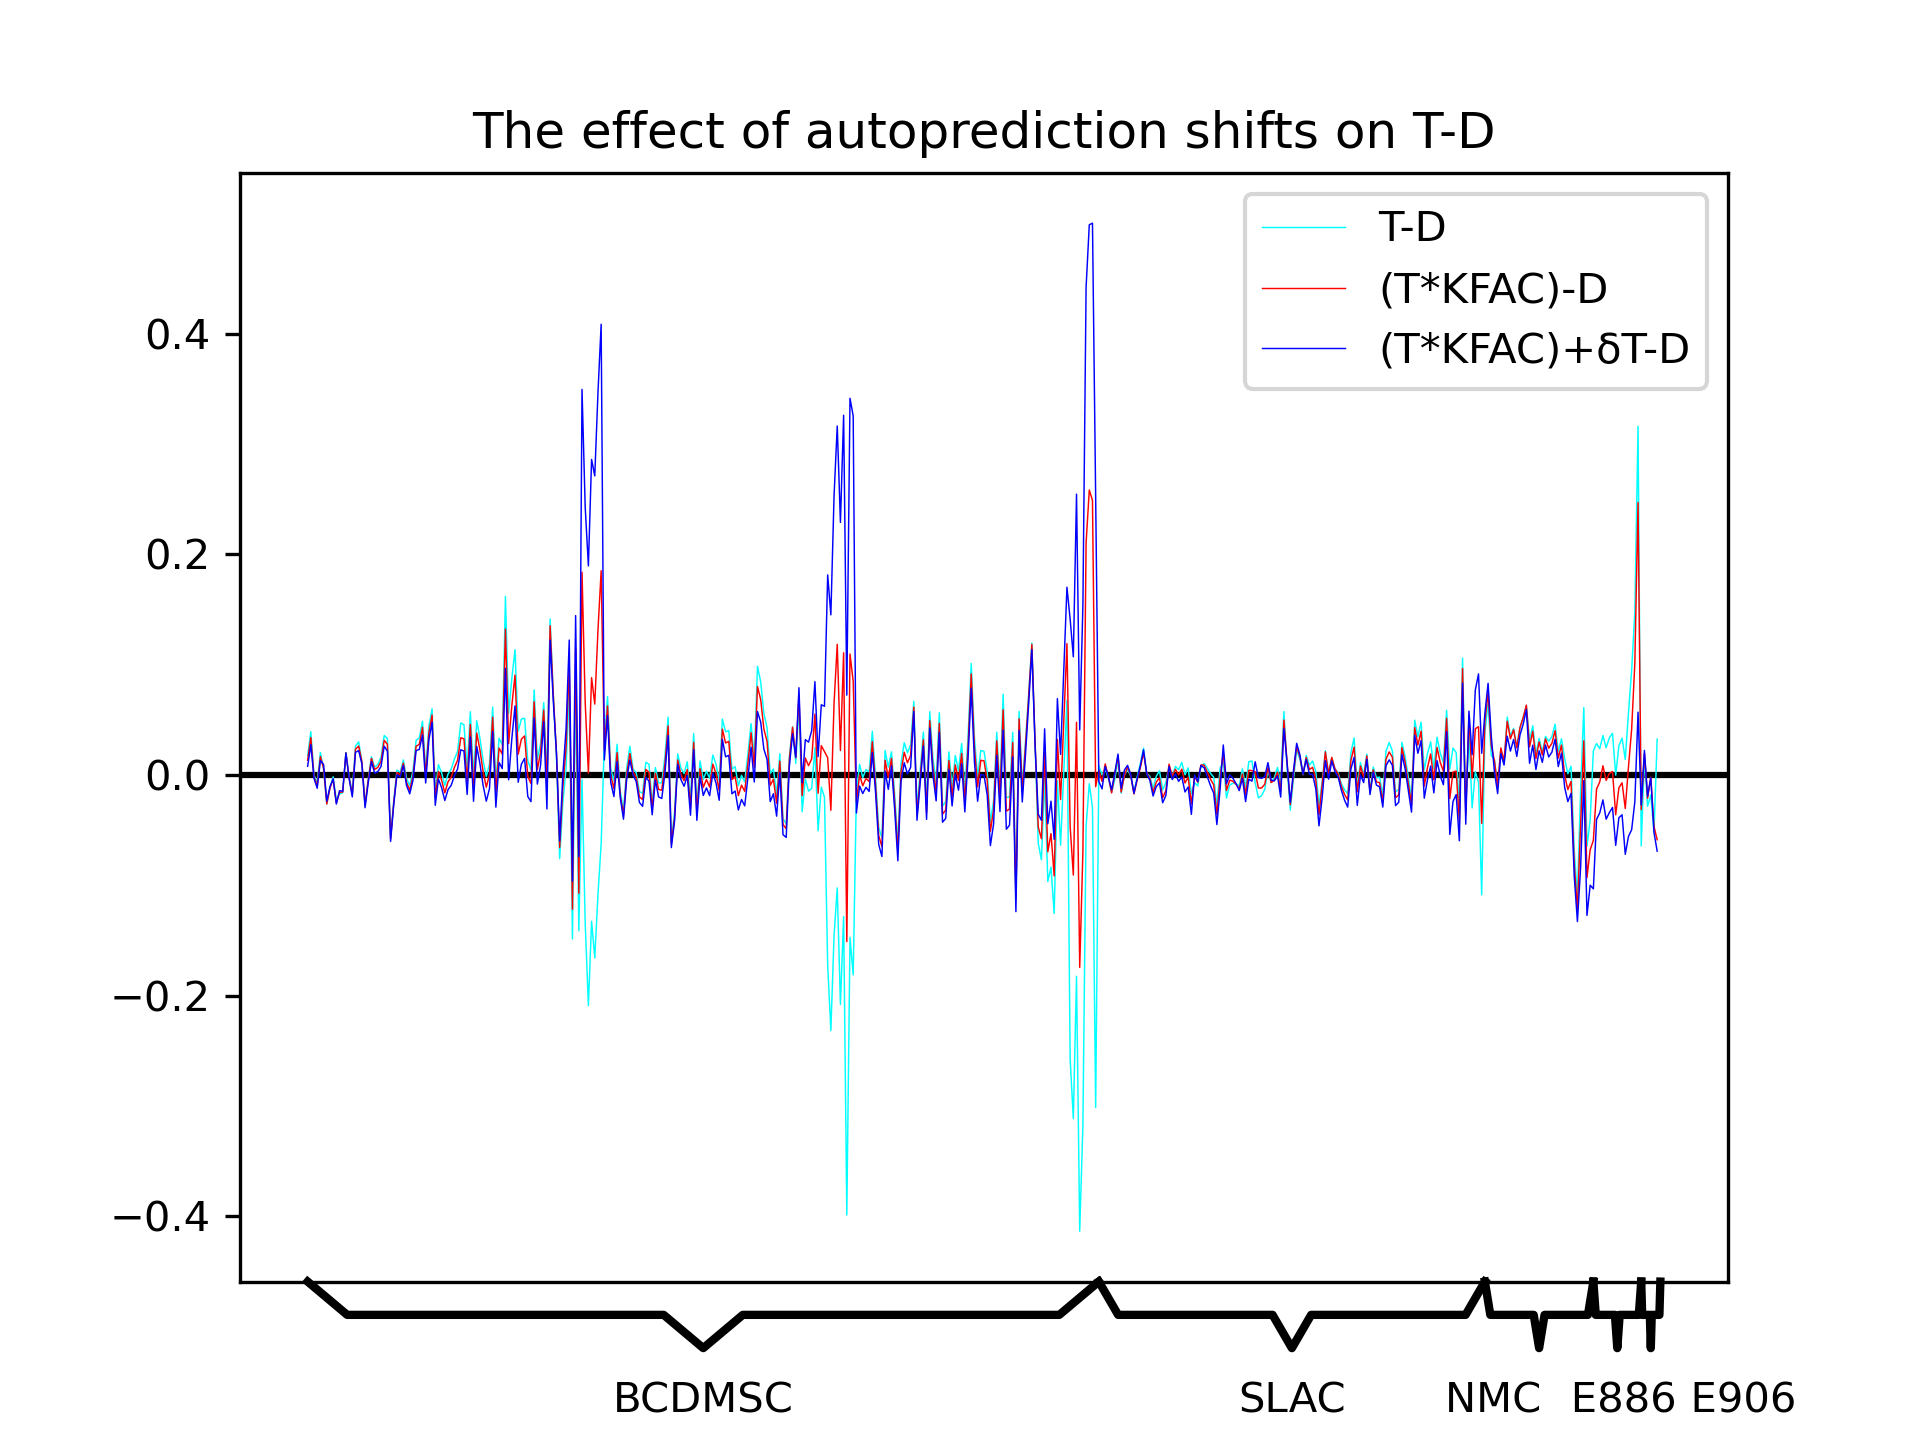 The effect of autoprediction shifts on T-D
T-D
(T*KFAC)-D
(T*KFAC)+δT-D
0.4
0.2
0.0
−0.2
−0.4
BCDMSC SLAC NMC E886 E906